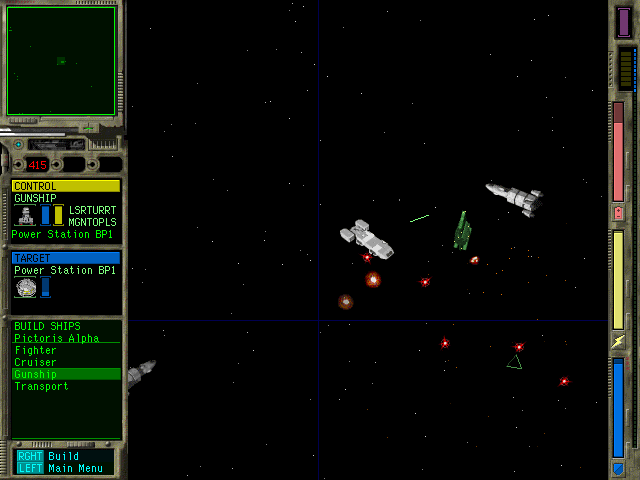 415
CONTROL
GUNSHIP
LSRTURRT
MGNTOPLS
Power Station BP1
TARGET
Power Station BP1
BUILD SHIPS
Pictoris Alpha
Fighter
Cruiser
Gunship
Transport
RGHT Build
LEFT Main Menu